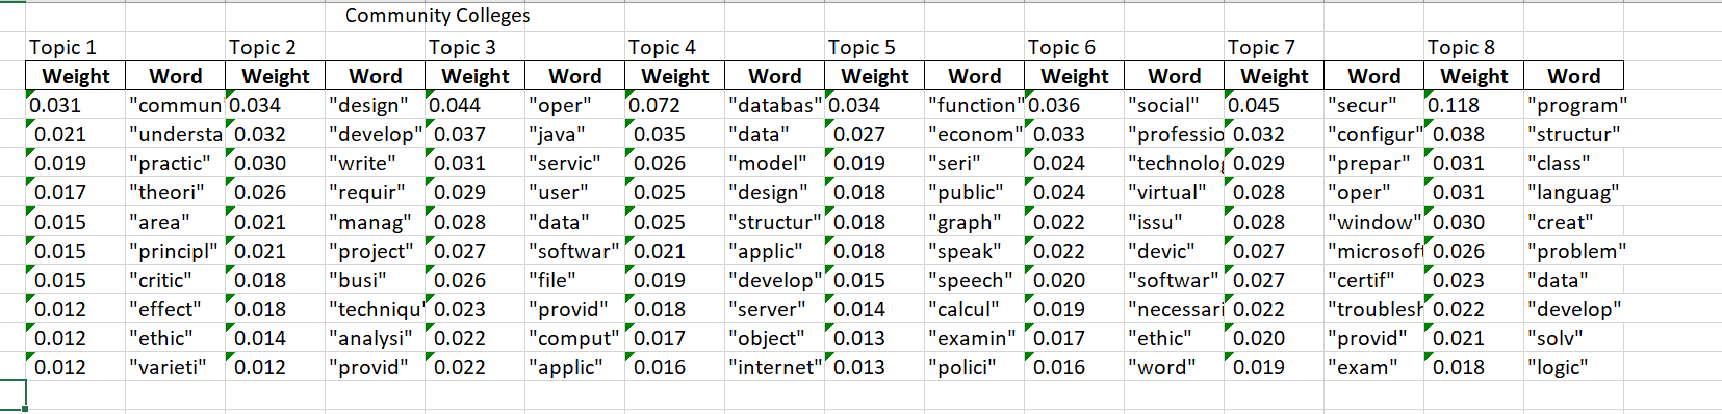 Community Colleges
Topic 1 Topic 2 Topic 3 Topic 4 Topic 5 Topic 6 Topic 7 Topic 8
Weight Word Weight Word Weight Word Weight Word Weight Word Weight Word Weight Word Weight Word
0.031 "commun 0.034 "design" 0.044 "oper" 0.072 "databas" 0.034 "function" 0.036 "social" 0.045 "secur" 0.118 "program"
0.021 "understa 0.032 "develop" 0.037 "java" 0.035 "data" 0.027 "econom" 0.033 "professio 0.032 "configur" 0.038 "structur"
0.019 "practic" 0.030 "write" 0.031 "servic" 0.026 "model" 0.019 "seri" 0.024 "technolog 0.029 "prepar" 0.031 "class"
0.017 "theori" 0.026 "requir" 0.029 "user" 0.025 "design" 0.018 "public" 0.024 "virtual" 0.028 "oper" 0.031 "languag"
0.015 "area" 0.021 "manag" 0.028 "data" 0.025 "structur" 0.018 "graph" 0.022 "issu" 0.028 "window" 0.030 "creat"
0.015 "principl" 0.021 "project" 0.027 "softwar" 0.021 "applic" 0.018 "speak" 0.022 "devic" 0.027 "microsof 0.026 "problem"
0.015 "critic" 0.018 "busi" 0.026 "file" 0.019 "develop" 0.015 "speech" 0.020 "softwar" 0.027 "certif" 0.023 "data"
0.012 "effect" 0.018 "techniqu" 0.023 "provid" 0.018 "server" 0.014 "calcul" 0.019 "necessari 0.022 "troublesh 0.022 "develop"
0.012 "ethic" 0.014 "analysi" 0.022 "comput" 0.017 "object" 0.013 "examin" 0.017 "ethic" 0.020 "provid" 0.021 "solv"
0.012 "varieti" 0.012 "provid" 0.022 "applic" 0.016 "internet" 0.013 "polici" 0.016 "word" 0.019 "exam" 0.018 "logic"